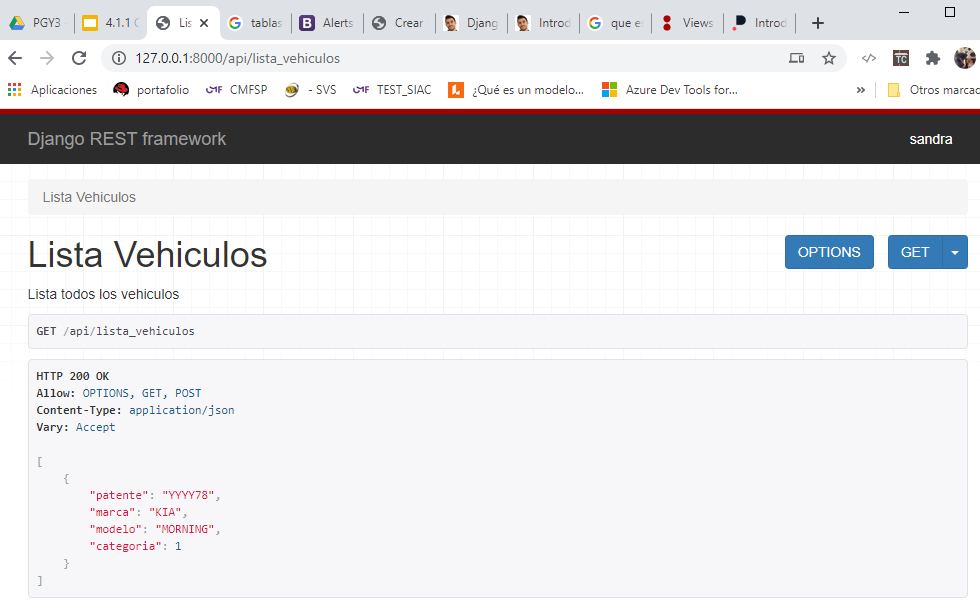 PGY3
4.1.1
Lis
tablas
Alerts
Crear
Djang
Introd
que e
Views
Introd
127.0.0.1:8000/api/lista_vehiculos
TC
Aplicaciones
portafolio
CMF
CMFSP
- SVS
CMF
TEST_SIAC
¿Qué es un modelo...
Azure Dev Tools for...
»
Otros marcad
Django REST framework
sandra
Lista Vehiculos
Lista Vehiculos
OPTIONS
GET
Lista todos los vehiculos
GET /api/lista_vehiculos
HTTP 200 OK
Allow: OPTIONS, GET, POST
Content-Type: application/json
Vary: Accept
[
{
"patente": "YYYY78",
"marca": "KIA",
"modelo": "MORNING",
"categoria": 1
}
]